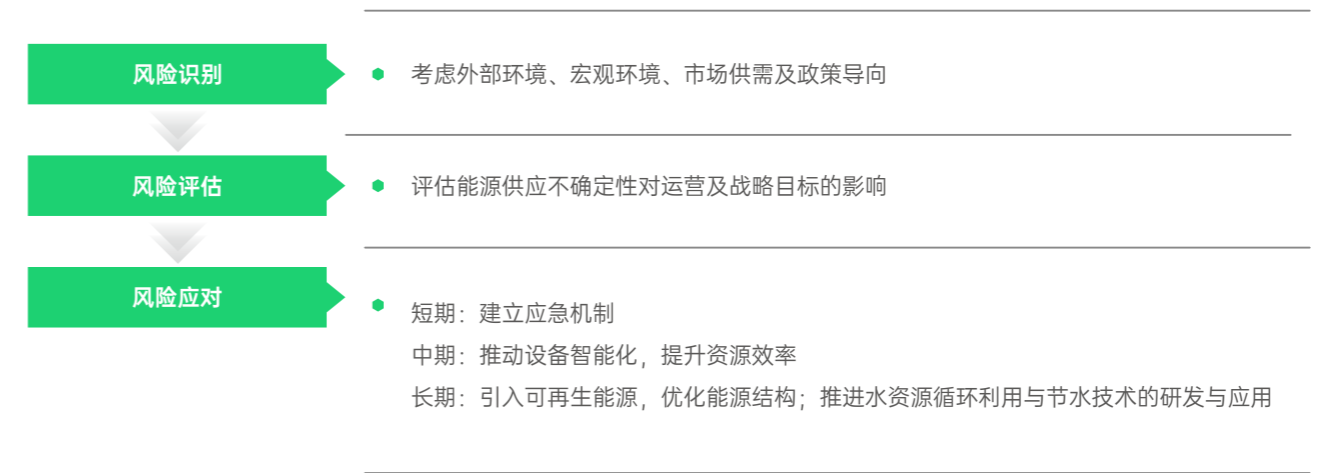 风险识别
考虑外部环境、宏观环境、市场供需及政策导向
风险评估
评估能源供应不确定性对运营及战略目标的影响
风险应对
短期：建立应急机制
中期：推动设备智能化，提升资源效率
长期：引入可再生能源，优化能源结构；推进水资源循环利用与节水技术的研发与应用